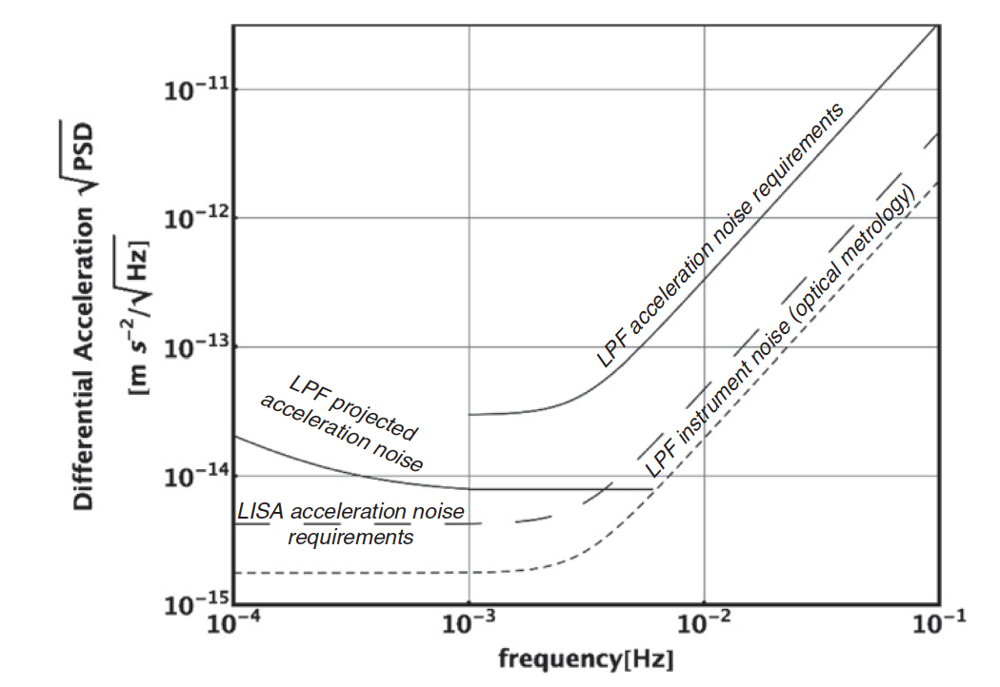 Differential Acceleration √PSD
[m s⁻²/√Hz]
10⁻¹¹
10⁻¹²
10⁻¹³
10⁻¹⁴
10⁻¹⁵
LPF acceleration noise requirements
LPF instrument noise (optical metrology)
LPF projected
acceleration noise
LISA acceleration noise
requirements
10⁻⁴
10⁻³
10⁻²
10⁻¹
frequency[Hz]